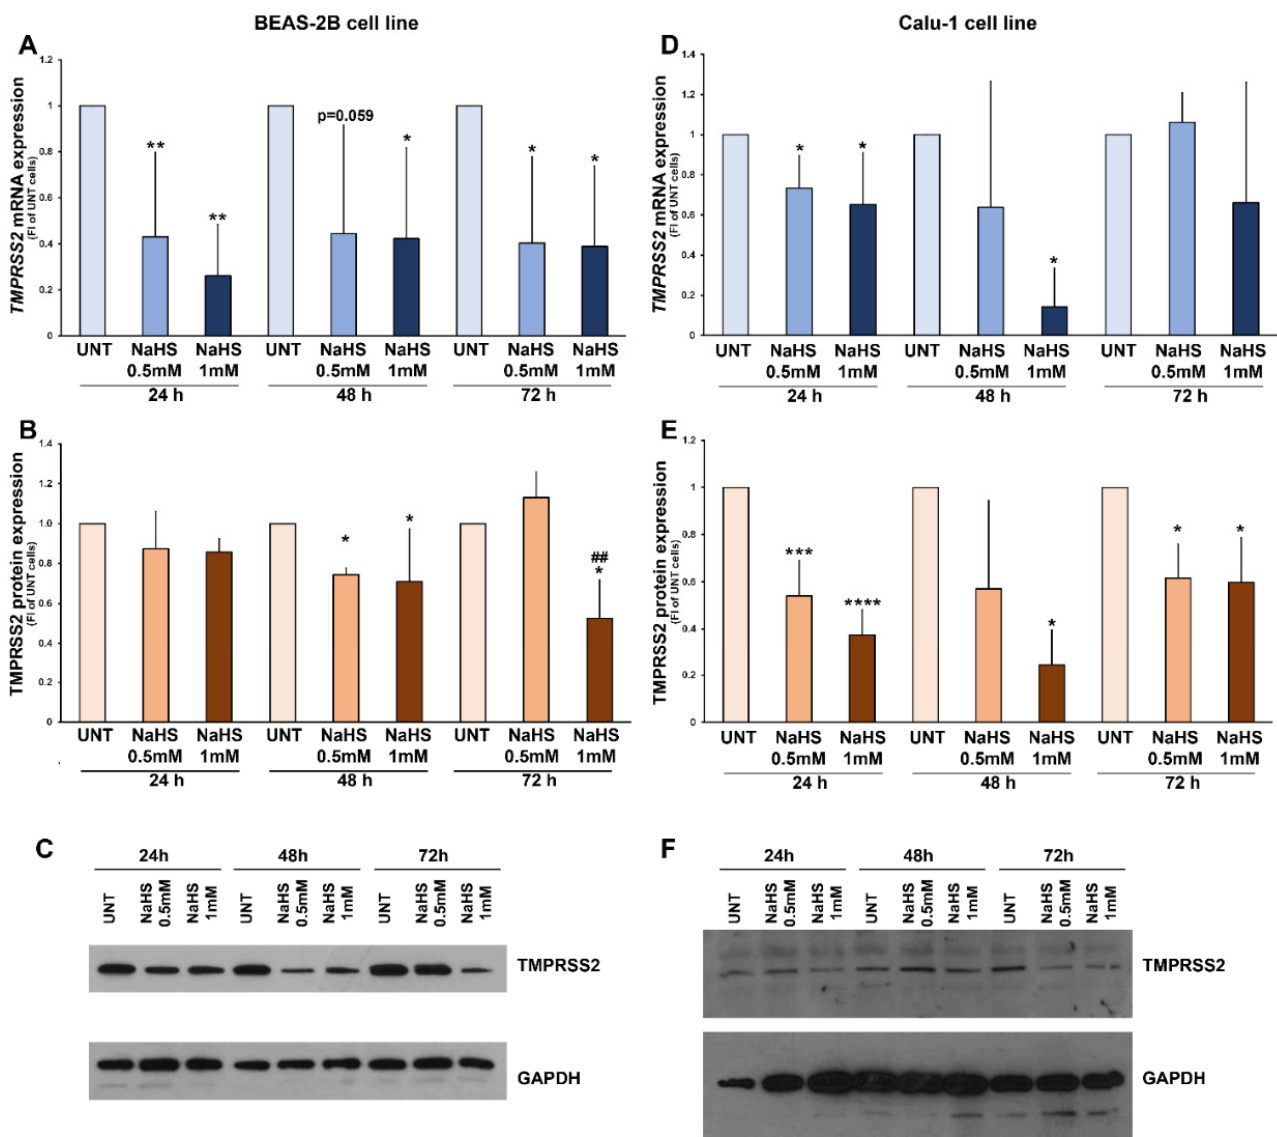 BEAS-2B cell line
Calu-1 cell line
A
TMPRSS2 mRNA expression
(FI of UNT cells)
1.2
1
0.8
0.6
0.4
0.2
0
**
**
p=0.059
*
*
*
UNT NaHS 0.5mM NaHS 1mM UNT NaHS 0.5mM NaHS 1mM UNT NaHS 0.5mM NaHS 1mM
24 h 48 h 72 h
D
TMPRSS2 mRNA expression
(FI of UNT cells)
1.4
1.2
1
0.8
0.6
0.4
0.2
0
*
*
*
UNT NaHS 0.5mM NaHS 1mM UNT NaHS 0.5mM NaHS 1mM UNT NaHS 0.5mM NaHS 1mM
24 h 48 h 72 h
B
TMPRSS2 protein expression
(FI of UNT cells)
1.4
1.2
1.0
0.8
0.6
0.4
0.2
0
*
*
##
*
UNT NaHS 0.5mM NaHS 1mM UNT NaHS 0.5mM NaHS 1mM UNT NaHS 0.5mM NaHS 1mM
24 h 48 h 72 h
E
TMPRSS2 protein expression
(FI of UNT cells)
1.2
1
0.8
0.6
0.4
0.2
0
***
****
*
*
*
UNT NaHS 0.5mM NaHS 1mM UNT NaHS 0.5mM NaHS 1mM UNT NaHS 0.5mM NaHS 1mM
24 h 48 h 72 h
C
24h 48h 72h
UNT NaHS 0.5mM NaHS 1mM UNT NaHS 0.5mM NaHS 1mM UNT NaHS 0.5mM NaHS 1mM
TMPRSS2
GAPDH
F
24h 48h 72h
UNT NaHS 0.5mM NaHS 1mM UNT NaHS 0.5mM NaHS 1mM UNT NaHS 0.5mM NaHS 1mM
TMPRSS2
GAPDH